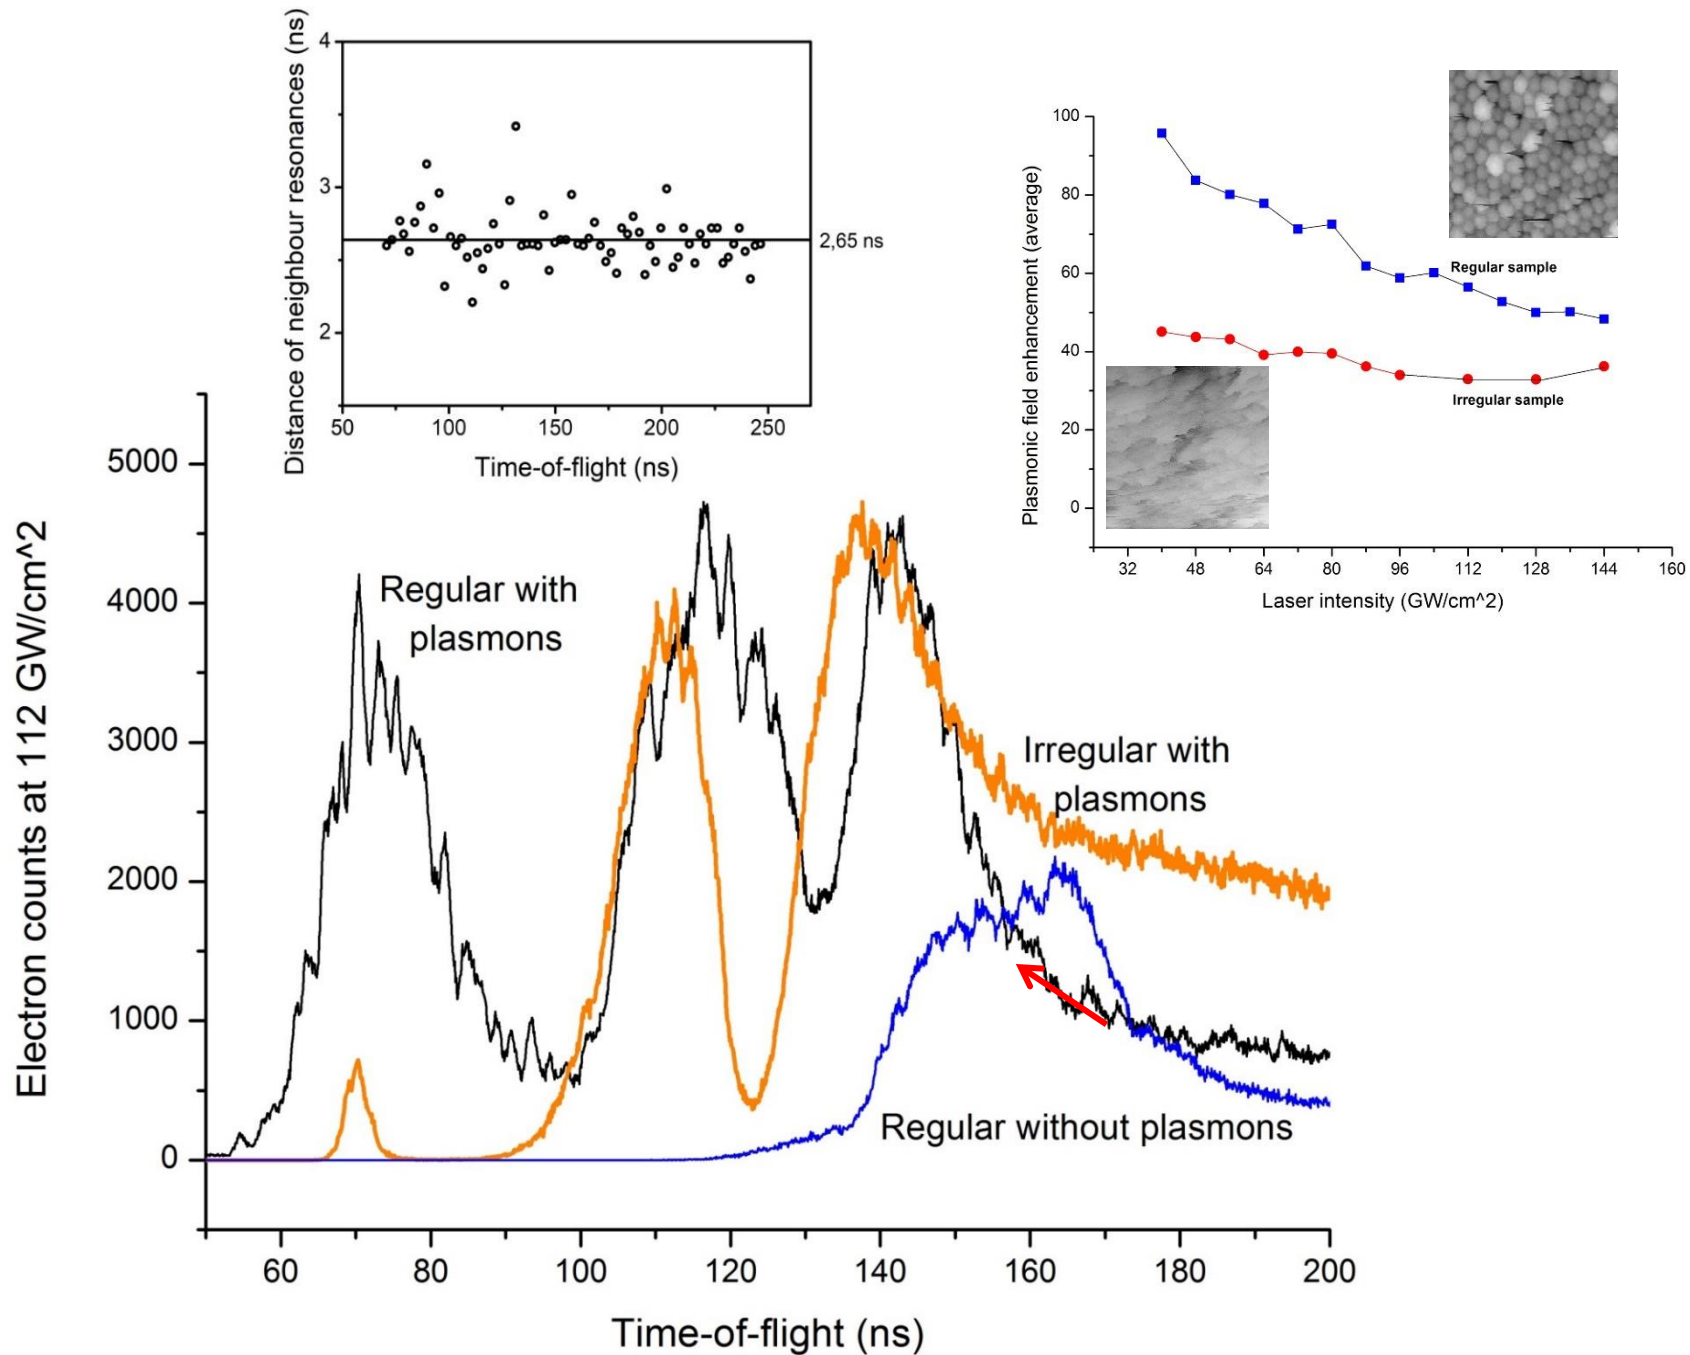 Distance of neighbour resonances (ns)
4
3
2
50
100
150
200
250
Time-of-flight (ns)
2,65 ns
Plasmonic field enhancement (average)
100
80
60
40
20
0
Regular sample
Irregular sample
32
48
64
80
96
112
128
144
160
Laser intensity (GW/cm^2)
Electron counts at 112 GW/cm^2
5000
4000
3000
2000
1000
0
Regular with
plasmons
Irregular with
plasmons
Regular without plasmons
60
80
100
120
140
160
180
200
Time-of-flight (ns)